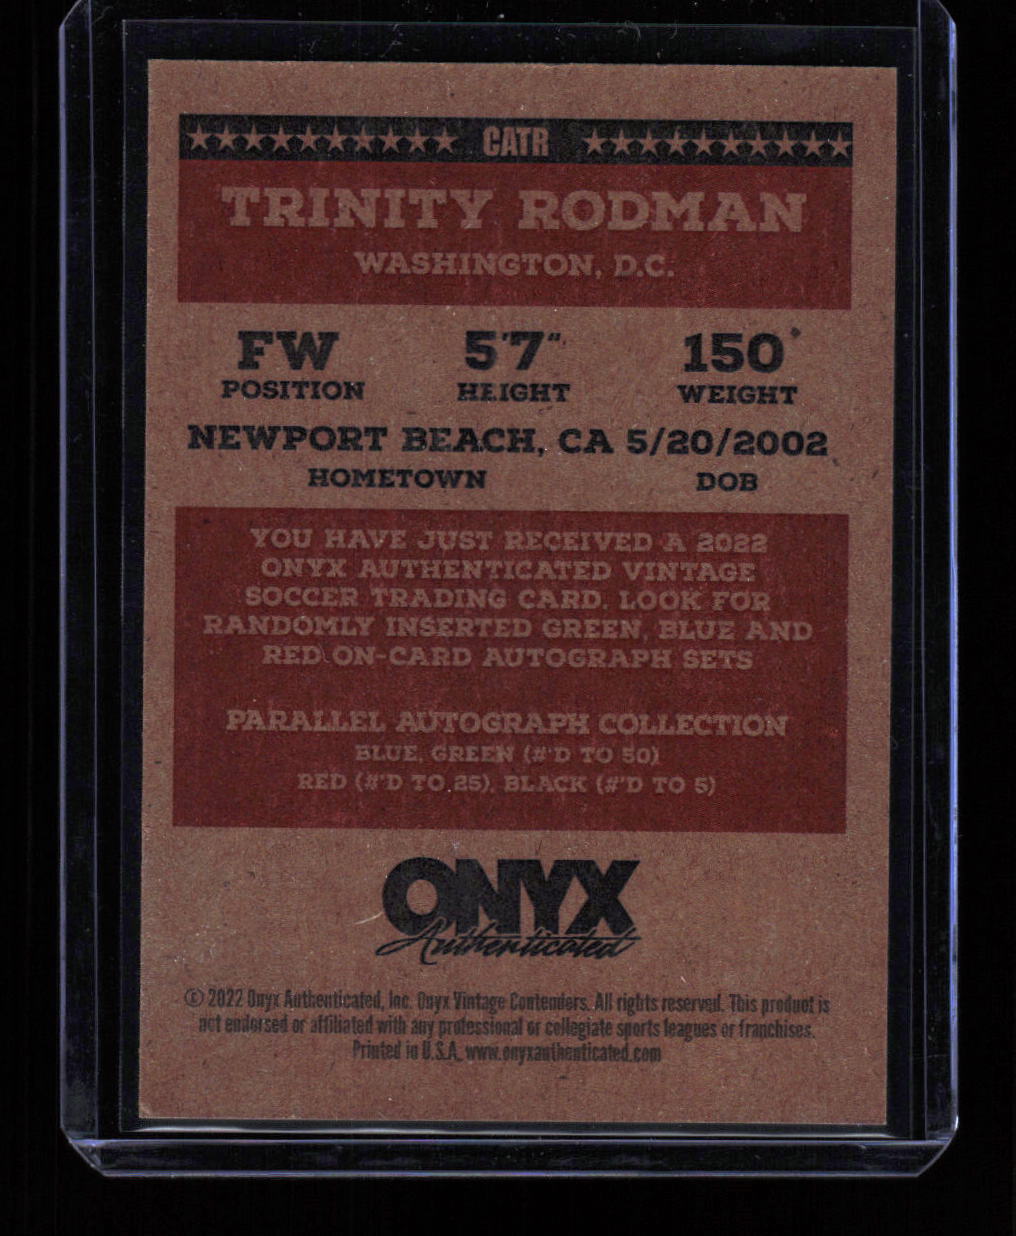 CATR
TRINITY RODMAN
WASHINGTON, D.C.
FW 5'7" 150
POSITION HEIGHT WEIGHT
NEWPORT BEACH, CA 5/20/2002
HOMETOWN DOB
YOU HAVE JUST RECEIVED A 2022
ONYX AUTHENTICATED VINTAGE
SOCCER TRADING CARD. LOOK FOR
RANDOMLY INSERTED GREEN, BLUE AND
RED ON-CARD AUTOGRAPH SETS
PARALLEL AUTOGRAPH COLLECTION
BLUE, GREEN (#'D TO 50)
RED (#'D TO 25), BLACK (#'D TO 5)
ONYX
Authenticated
© 2022 Onyx Authenticated, Inc. Onyx Vintage Contenders. All rights reserved. This product is
not endorsed or affiliated with any professional or collegiate sports leagues or franchises.
Printed in U.S.A. www.onyxauthenticated.com